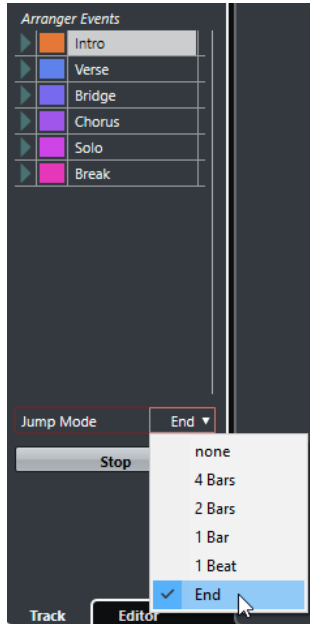 Arranger Events
Intro
Verse
Bridge
Chorus
Solo
Break
Jump Mode End
Stop
none
4 Bars
2 Bars
1 Bar
1 Beat
End
Track Editor